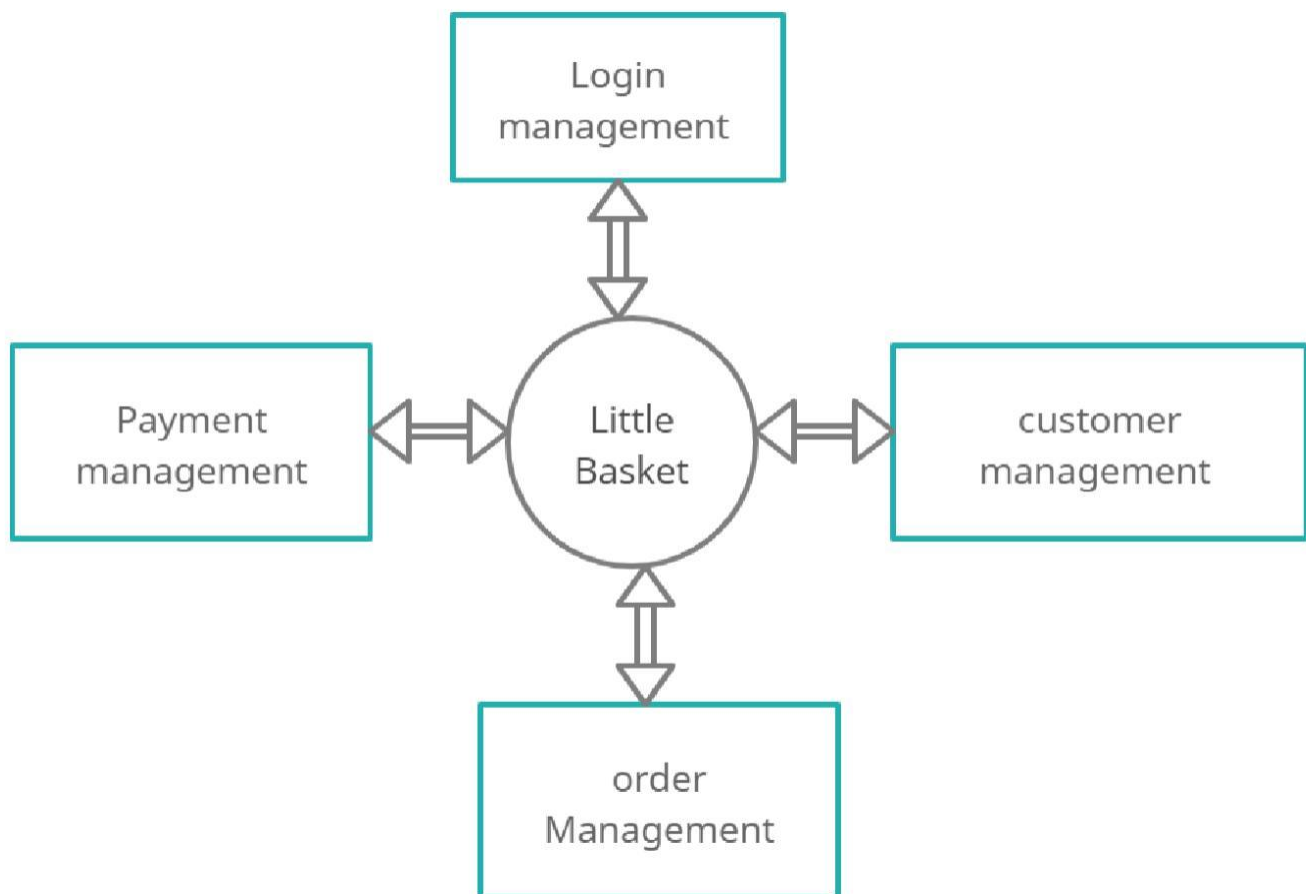 Login
management
Payment
management
Little
Basket
customer
management
order
Management